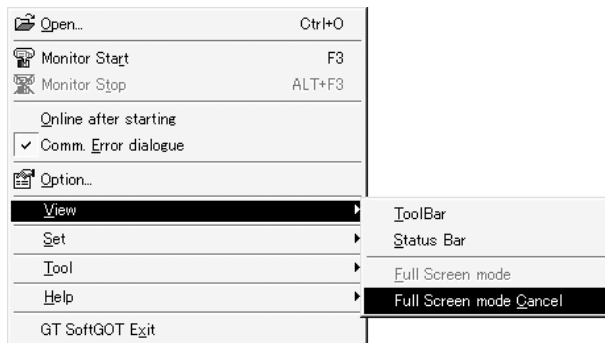 Open... Ctrl+O
Monitor Start F3
Monitor Stop ALT+F3
Online after starting
Comm. Error dialogue
Option...
View
Set
Tool
Help
GT SoftGOT Exit
ToolBar
Status Bar
Full Screen mode
Full Screen mode Cancel